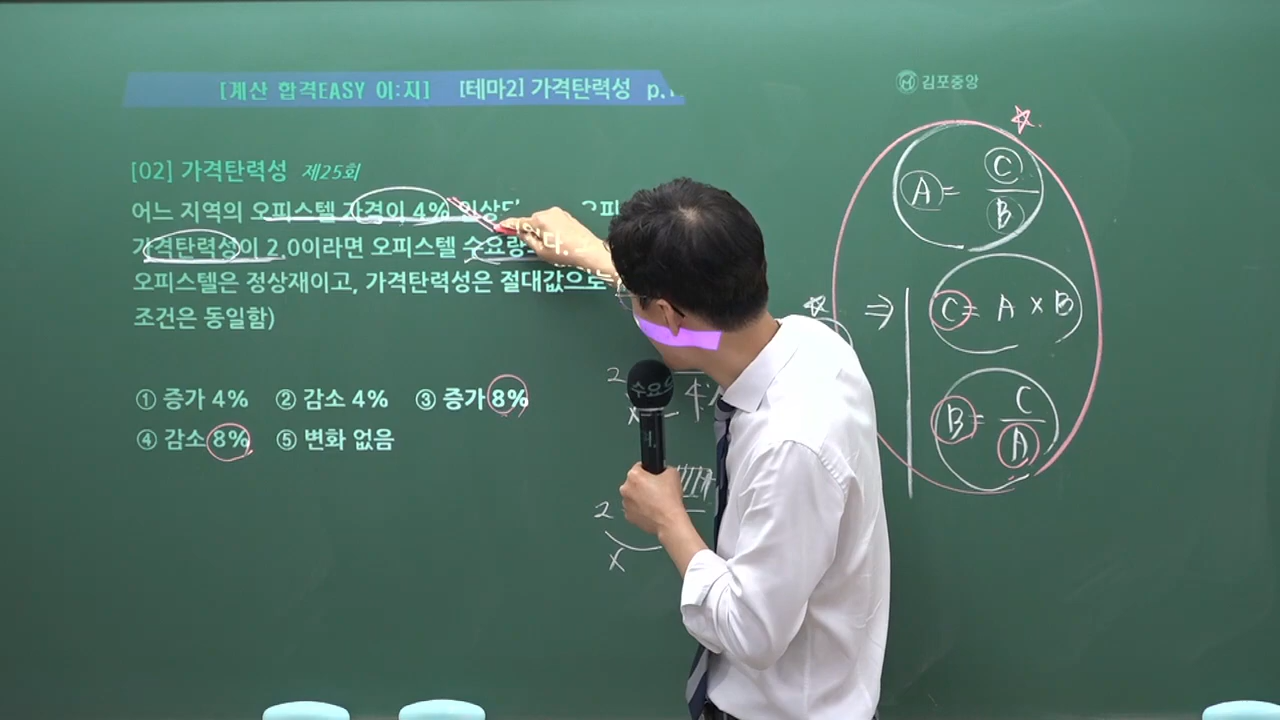 [계산 합격EASY 이:지] [테마2] 가격탄력성 p.
김포중앙
[02] 가격탄력성 제25회
어느 지역의 오피스텔 가격이 4% 인상
가격탄력성이 2.0이라면 오피스텔 수요량
오피스텔은 정상재이고, 가격탄력성은 절대값으로
조건은 동일함)
① 증가 4% ② 감소 4% ③ 증가 8%
④ 감소 8% ⑤ 변화 없음
2
x 4%
2
x
A = C / B
⇒ C = A × B
B = C / A